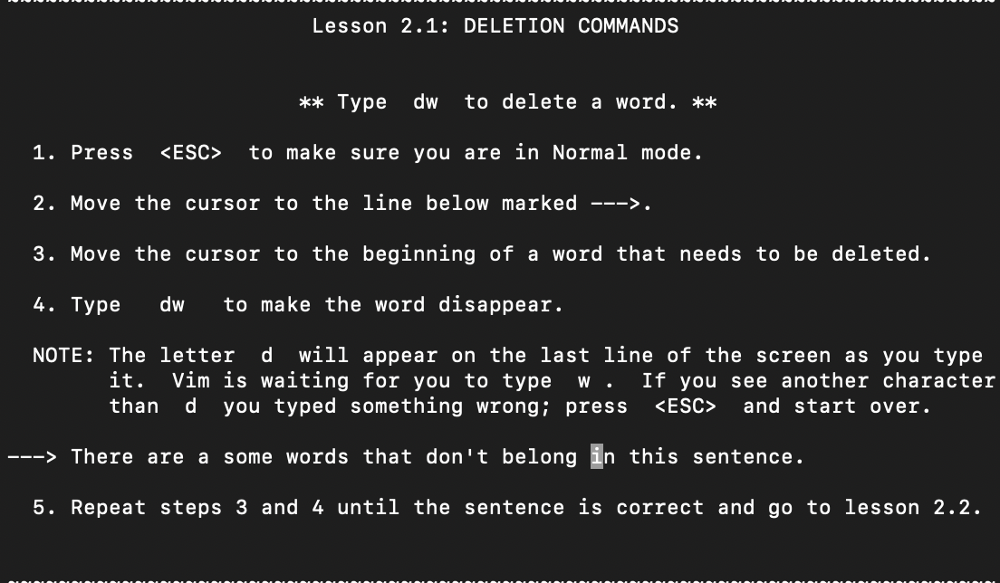 Lesson 2.1: DELETION COMMANDS
** Type  dw  to delete a word. **
1. Press  <ESC>  to make sure you are in Normal mode.
2. Move the cursor to the line below marked --->.
3. Move the cursor to the beginning of a word that needs to be deleted.
4. Type   dw   to make the word disappear.
NOTE: The letter  d  will appear on the last line of the screen as you type
it.  Vim is waiting for you to type  w .  If you see another character
than  d  you typed something wrong; press  <ESC>  and start over.
---> There are a some words that don't belong in this sentence.
5. Repeat steps 3 and 4 until the sentence is correct and go to lesson 2.2.